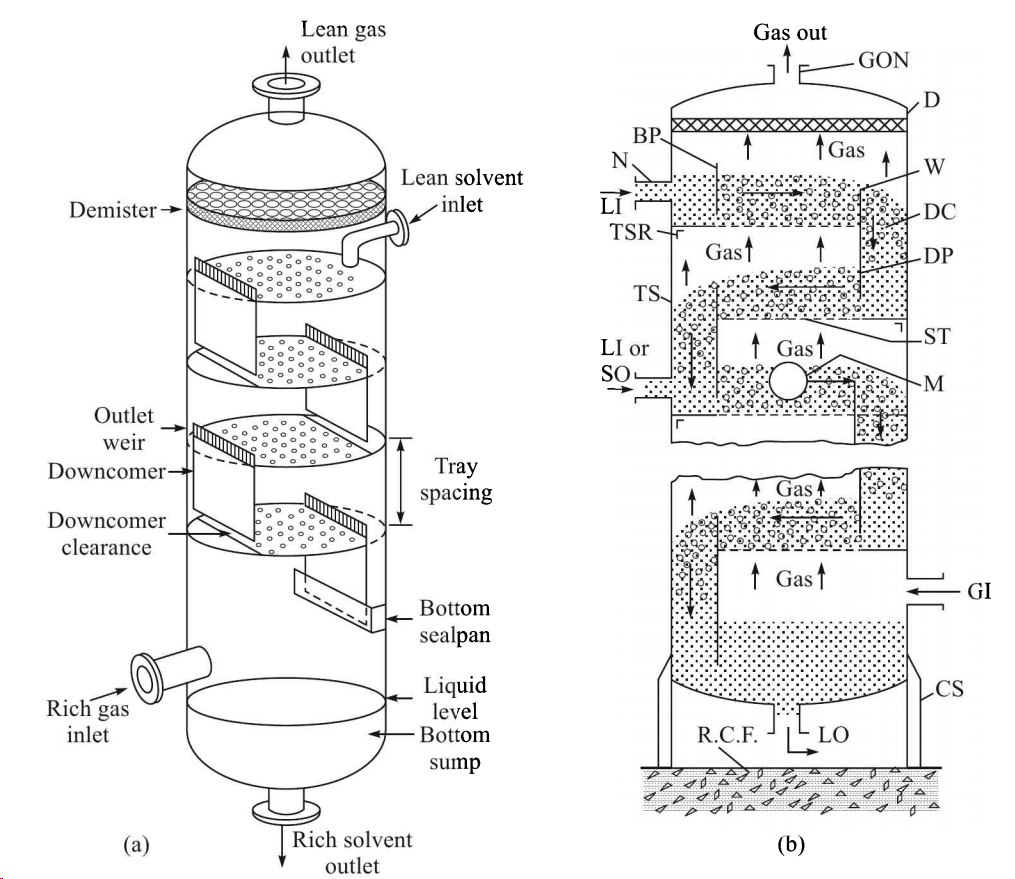 Lean gas
outlet
Lean solvent
inlet
Demister
Outlet
weir
Downcomer
Downcomer
clearance
Tray
spacing
Bottom
sealpan
Rich gas
inlet
Liquid
level
Bottom
sump
Rich solvent
outlet
(a)
Gas out
GON
D
BP
N
Gas
W
LI
DC
TSR
Gas
DP
TS
ST
LI or
SO
Gas
M
Gas
Gas
GI
CS
R.C.F.
LO
(b)